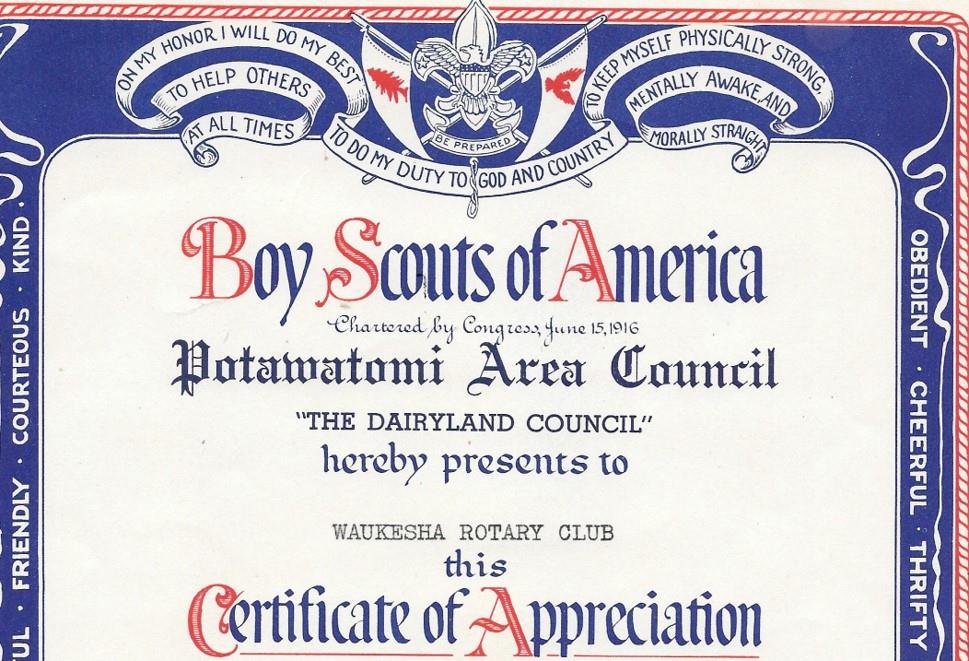 ON MY HONOR I WILL DO MY BEST
TO HELP OTHERS
AT ALL TIMES
TO DO MY DUTY TO GOD AND COUNTRY
BE PREPARED
TO KEEP MYSELF PHYSICALLY STRONG,
MENTALLY AWAKE, AND
MORALLY STRAIGHT
Boy Scouts of America
Chartered by Congress, June 15, 1916
Potawatomi Area Council
"THE DAIRYLAND COUNCIL"
hereby presents to
WAUKESHA ROTARY CLUB
this
Certificate of Appreciation
UL · FRIENDLY · COURTEOUS · KIND ·
OBEDIENT · CHEERFUL · THRIFTY